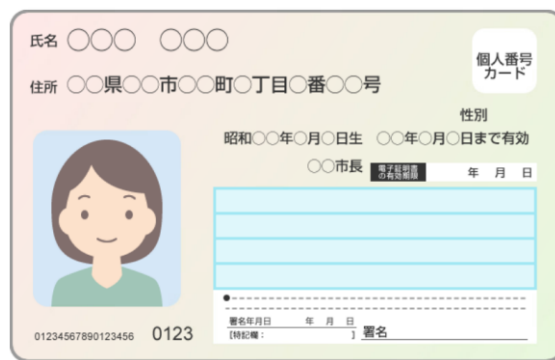 氏名 ○○○ ○○○
個人番号
カード
住所 ○○県○○市○○町○丁目○番○○号
性別
昭和○○年○月○日生 ○○年○月○日まで有効
○○市長 電子証明書の有効期限 年 月 日
署名年月日 年 月 日
[特記欄: ] 署名
01234567890123456 0123